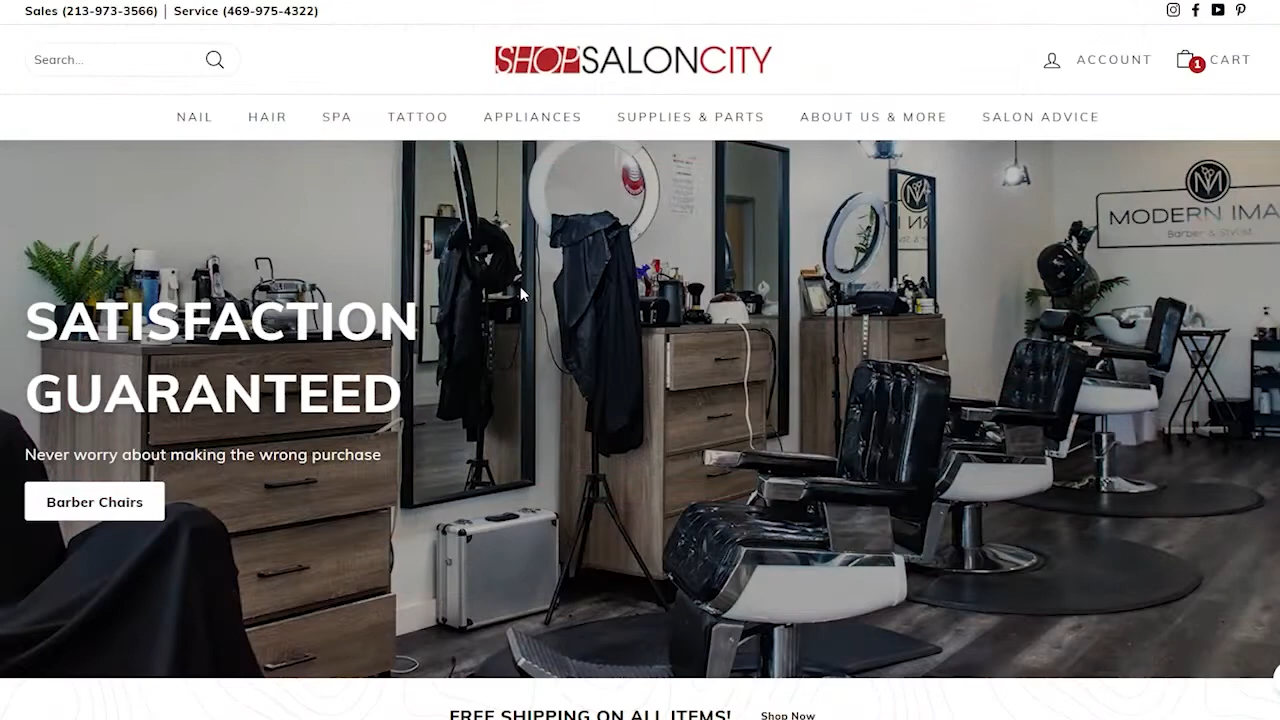 Sales (213-973-3566) | Service (469-975-4322)
Search...
SHOPSALONCITY
ACCOUNT
1 CART
NAIL HAIR SPA TATTOO APPLIANCES SUPPLIES & PARTS ABOUT US & MORE SALON ADVICE
MODERN IMA
Barber & Stylist
SATISFACTION
GUARANTEED
Never worry about making the wrong purchase
Barber Chairs
FREE SHIPPING ON ALL ITEMS! Shop Now